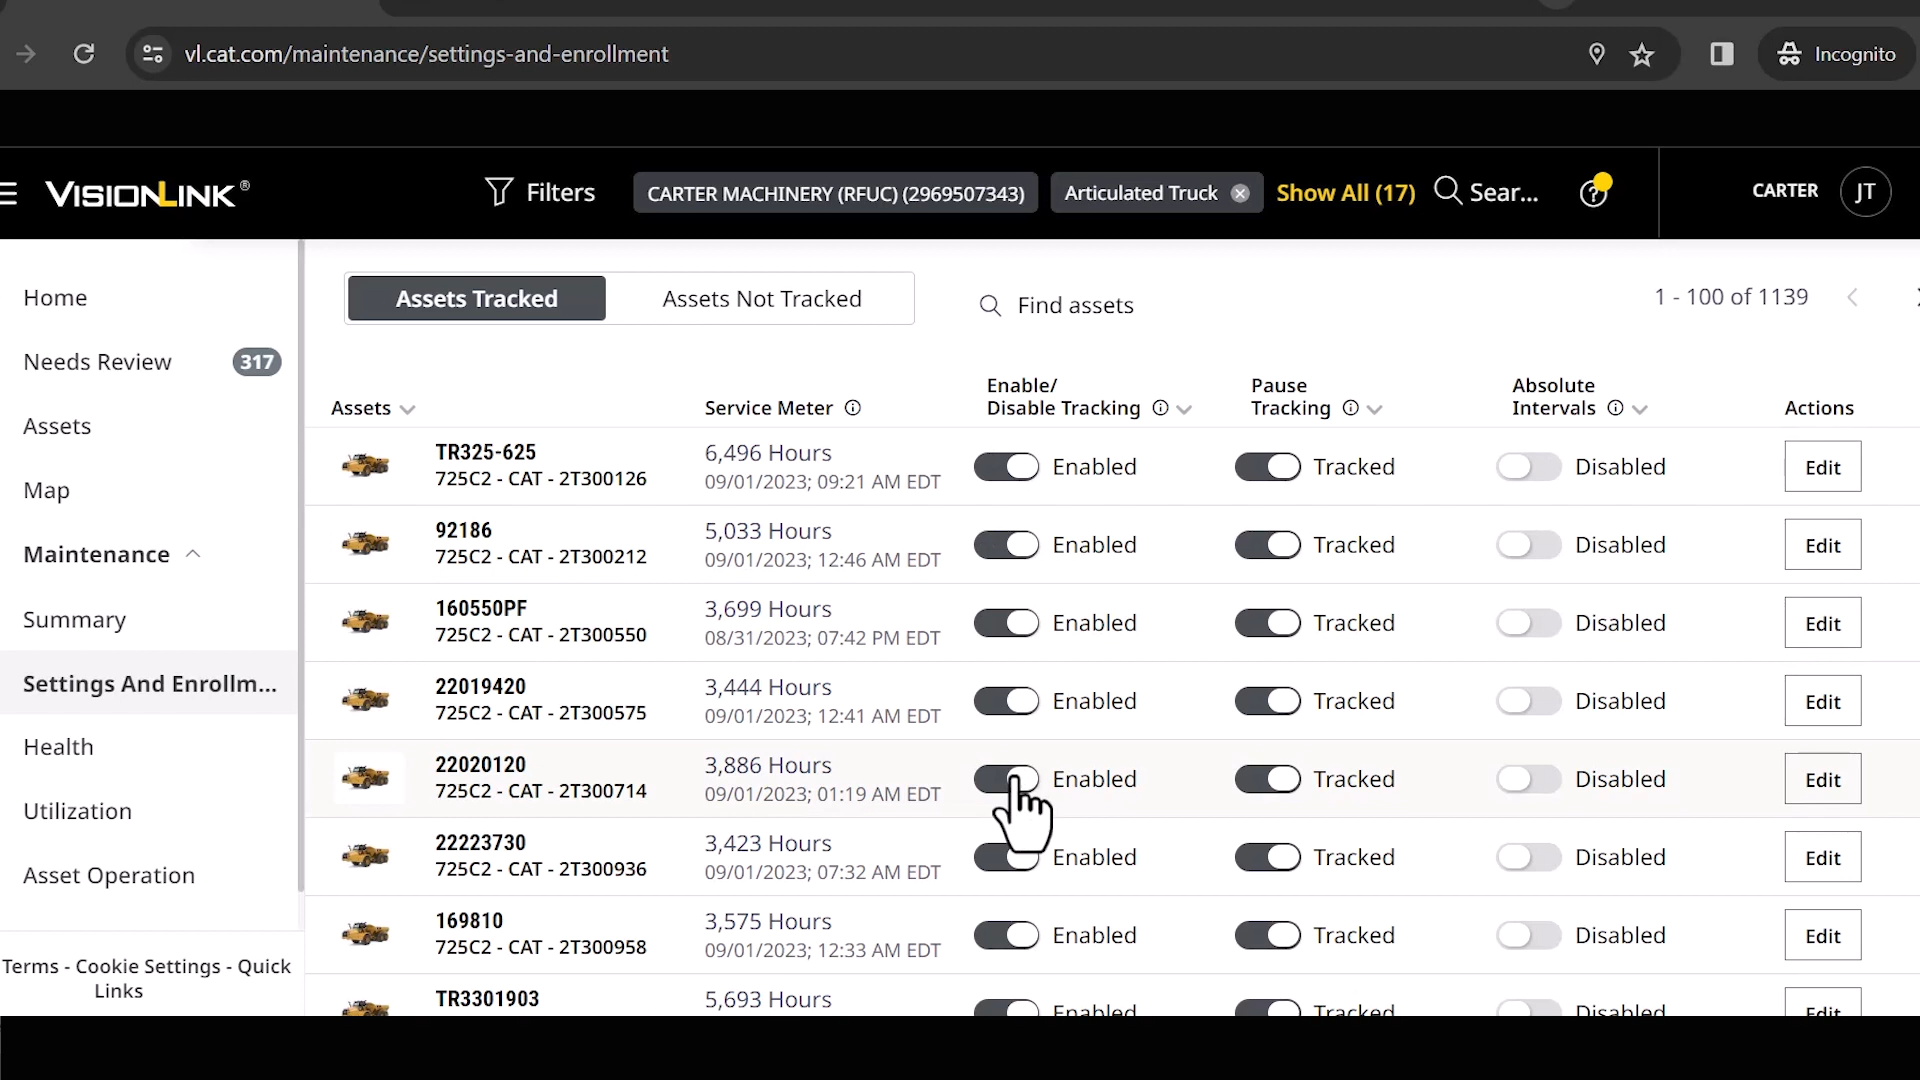 vl.cat.com/maintenance/settings-and-enrollment
Incognito
VISIONLINK®
Filters
CARTER MACHINERY (RFUC) (2969507343)
Articulated Truck
Show All (17)
Sear...
CARTER
JT
Home
Needs Review 317
Assets
Map
Maintenance
Summary
Settings And Enrollm...
Health
Utilization
Asset Operation
Terms - Cookie Settings - Quick
Links
Assets Tracked
Assets Not Tracked
Find assets
1 - 100 of 1139
Assets
Service Meter
Enable/
Disable Tracking
Pause
Tracking
Absolute
Intervals
Actions
TR325-625
725C2 - CAT - 2T300126
6,496 Hours
09/01/2023; 09:21 AM EDT
Enabled
Tracked
Disabled
Edit
92186
725C2 - CAT - 2T300212
5,033 Hours
09/01/2023; 12:46 AM EDT
Enabled
Tracked
Disabled
Edit
160550PF
725C2 - CAT - 2T300550
3,699 Hours
08/31/2023; 07:42 PM EDT
Enabled
Tracked
Disabled
Edit
22019420
725C2 - CAT - 2T300575
3,444 Hours
09/01/2023; 12:41 AM EDT
Enabled
Tracked
Disabled
Edit
22020120
725C2 - CAT - 2T300714
3,886 Hours
09/01/2023; 01:19 AM EDT
Enabled
Tracked
Disabled
Edit
22223730
725C2 - CAT - 2T300936
3,423 Hours
09/01/2023; 07:32 AM EDT
Enabled
Tracked
Disabled
Edit
169810
725C2 - CAT - 2T300958
3,575 Hours
09/01/2023; 12:33 AM EDT
Enabled
Tracked
Disabled
Edit
TR3301903
5,693 Hours
Enabled
Tracked
Disabled
Edit